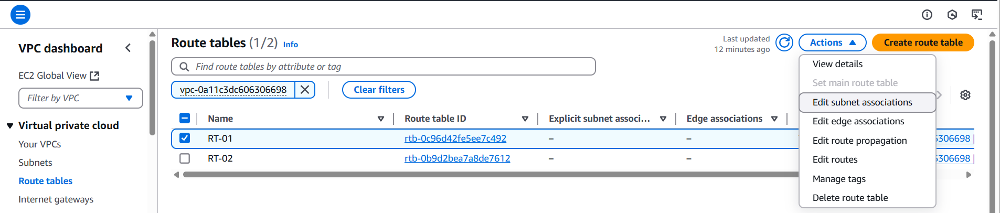 VPC dashboard
EC2 Global View
Filter by VPC
Virtual private cloud
Your VPCs
Subnets
Route tables
Internet gateways
Route tables (1/2) Info
Last updated
12 minutes ago
Actions
Create route table
Find route tables by attribute or tag
vpc-0a11c3dc606306698
Clear filters
Name Route table ID Explicit subnet associ... Edge associations
RT-01 rtb-0c96d42fe5ee7c492 – – 6306698 |
RT-02 rtb-0b9d2bea7a8de7612 – – 6306698 |
View details
Set main route table
Edit subnet associations
Edit edge associations
Edit route propagation
Edit routes
Manage tags
Delete route table